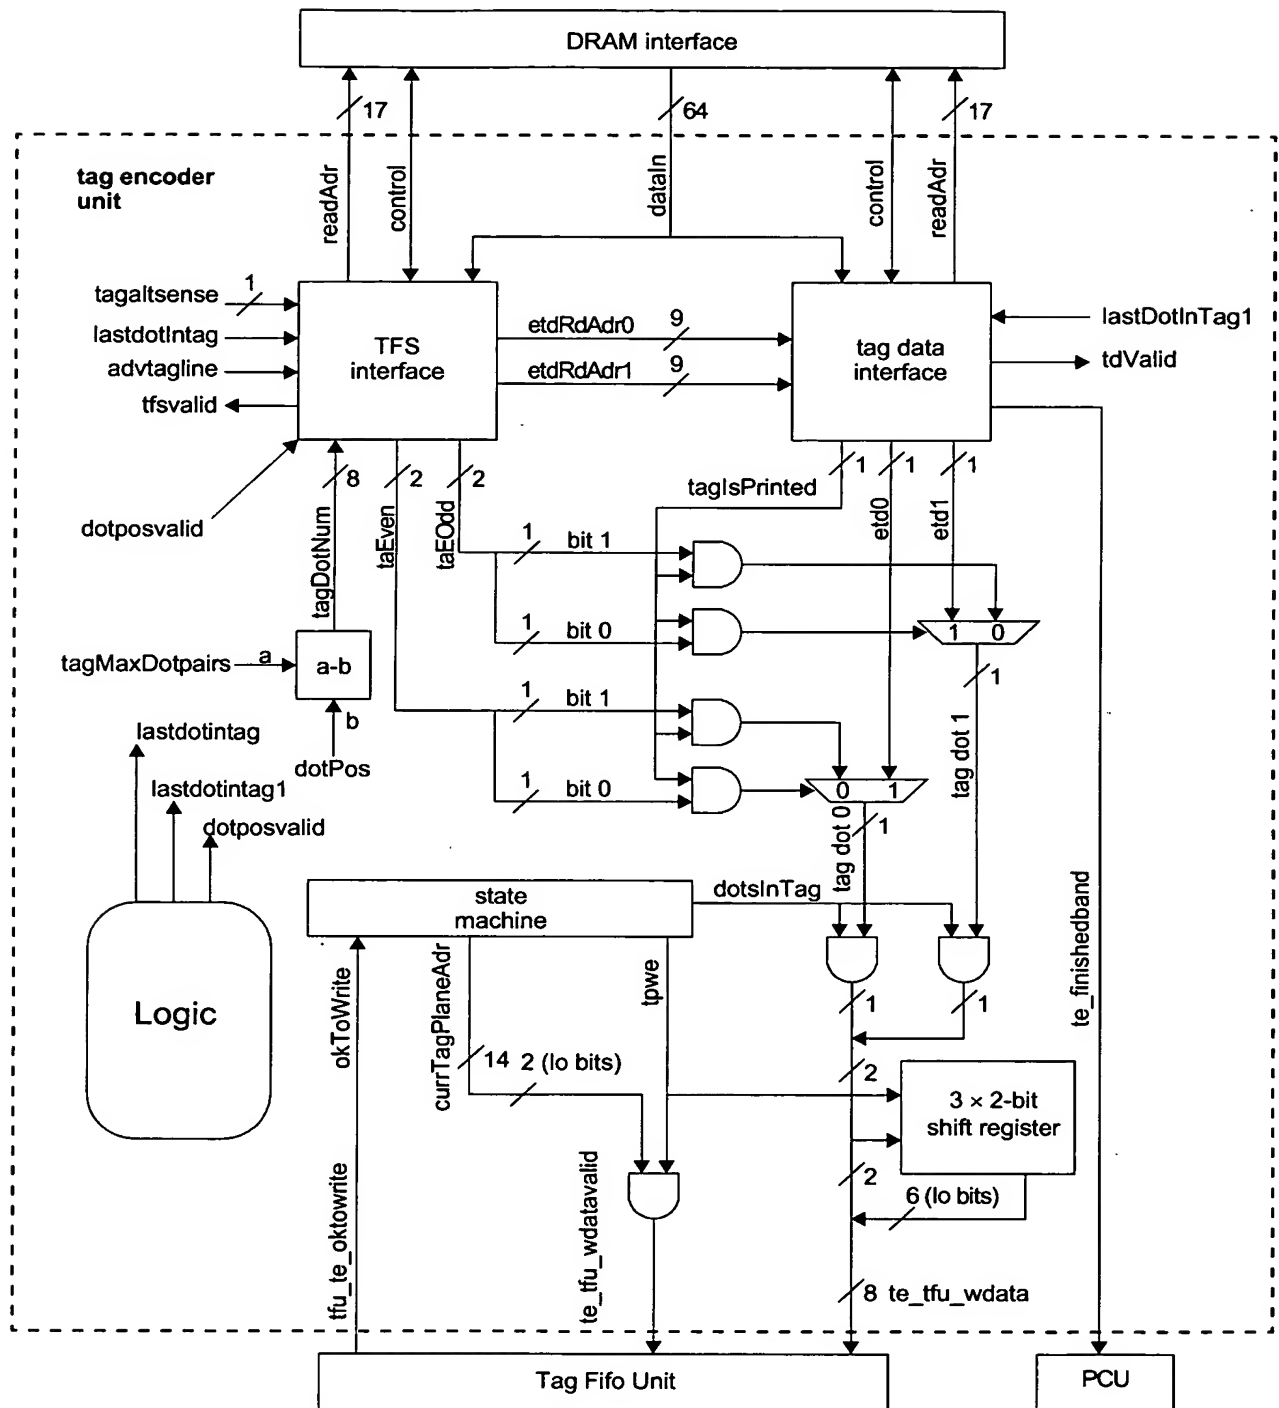 DRAM interface
17
64
17
tag encoder
unit
readAdr
control
dataIn
control
readAdr
tagaltsense
1
lastdotIntag
advtagline
tfsvalid
dotposvalid
TFS
interface
etdRdAdr0
9
etdRdAdr1
9
tag data
interface
lastDotInTag1
tdValid
8
2
2
1
1
1
tagIsPrinted
tagDotNum
taEven
taEOdd
etd0
etd1
1
bit 1
1
bit 0
1 0
1
tagMaxDotpairs
a
a-b
b
dotPos
1
bit 1
1
bit 0
0 1
1
tag dot 0
tag dot 1
lastdotintag
lastdotintag1
dotposvalid
Logic
state
machine
dotsInTag
okToWrite
currTagPlaneAdr
tpwe
te_finishedband
1
1
14
2 (lo bits)
2
3 × 2-bit
shift register
2
6 (lo bits)
tfu_te_oktowrite
te_tfu_wdatavalid
8 te_tfu_wdata
Tag Fifo Unit
PCU